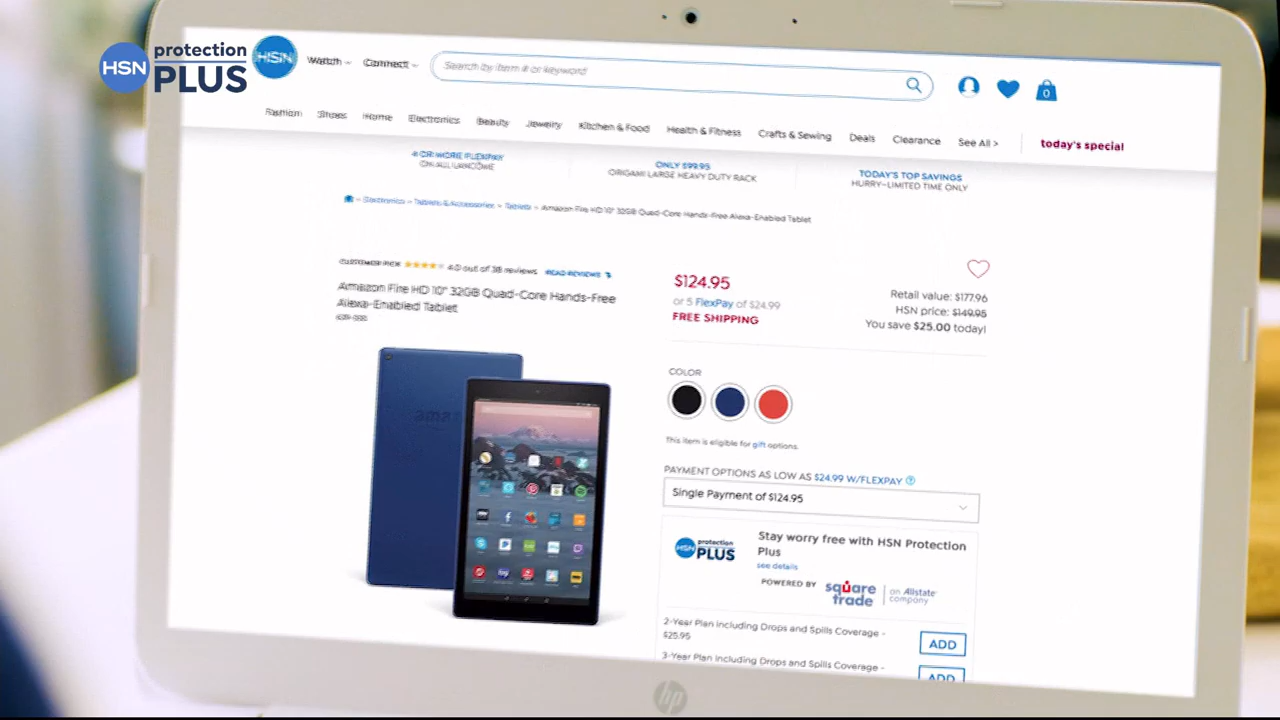 HSN protection PLUS
HSN
Watch Connect Search by item # or keyword 0
Fashion Shoes Home Electronics Beauty Jewelry Kitchen & Food Health & Fitness Crafts & Sewing Deals Clearance See All > today's special
4 OR MORE FLEXPAY
ON ALL LANCOME
ONLY $99.95
ORIGAMI LARGE HEAVY DUTY RACK
TODAY'S TOP SAVINGS
HURRY–LIMITED TIME ONLY
Electronics Tablets & Accessories Tablets Amazon Fire HD 10" 32GB Quad-Core Hands-Free Alexa-Enabled Tablet
CUSTOMER PICK 4.0 out of 38 reviews READ REVIEWS
Amazon Fire HD 10" 32GB Quad-Core Hands-Free
Alexa-Enabled Tablet
$124.95
or 5 FlexPay of $24.99
FREE SHIPPING
Retail value: $177.96
HSN price: $149.95
You save $25.00 today!
COLOR
This item is eligible for gift options.
PAYMENT OPTIONS AS LOW AS $24.99 W/FLEXPAY ?
Single Payment of $124.95
HSN protection PLUS
Stay worry free with HSN Protection
Plus
see details
POWERED BY square trade an Allstate company
2-Year Plan including Drops and Spills Coverage -
$25.95
ADD
3-Year Plan including Drops and Spills Coverage -
ADD
hp